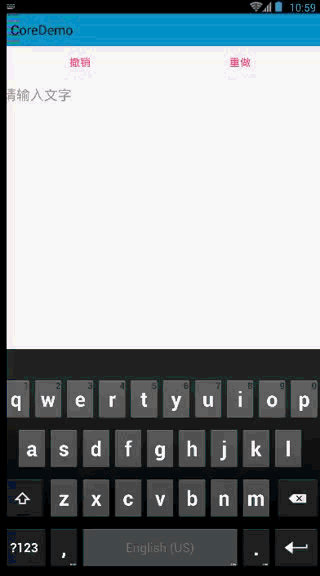 10:59
CoreDemo
撤销 重做
请输入文字
1 2 3 4 5 6 7 8 9 0
q w e r t y u i o p
a s d f g h j k l
z x c v b n m
?123 , English (US) .